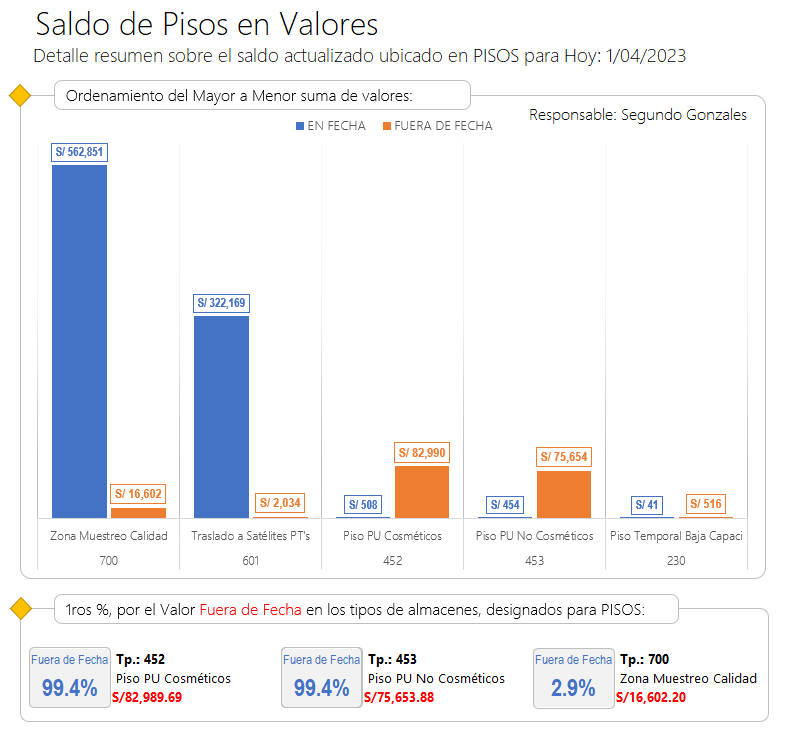 Saldo de Pisos en Valores
Detalle resumen sobre el saldo actualizado ubicado en PISOS para Hoy: 1/04/2023
Ordenamiento del Mayor a Menor suma de valores:
Responsable: Segundo Gonzales
EN FECHA FUERA DE FECHA
S/ 562,851
S/ 16,602
S/ 322,169
S/ 2,034
S/ 508
S/ 82,990
S/ 454
S/ 75,654
S/ 41
S/ 516
Zona Muestreo Calidad Traslado a Satélites PT's Piso PU Cosméticos Piso PU No Cosméticos Piso Temporal Baja Capaci
700 601 452 453 230
1ros %, por el Valor Fuera de Fecha en los tipos de almacenes, designados para PISOS:
Fuera de Fecha
99.4%
Tp.: 452
Piso PU Cosméticos
S/82,989.69
Fuera de Fecha
99.4%
Tp.: 453
Piso PU No Cosméticos
S/75,653.88
Fuera de Fecha
2.9%
Tp.: 700
Zona Muestreo Calidad
S/16,602.20